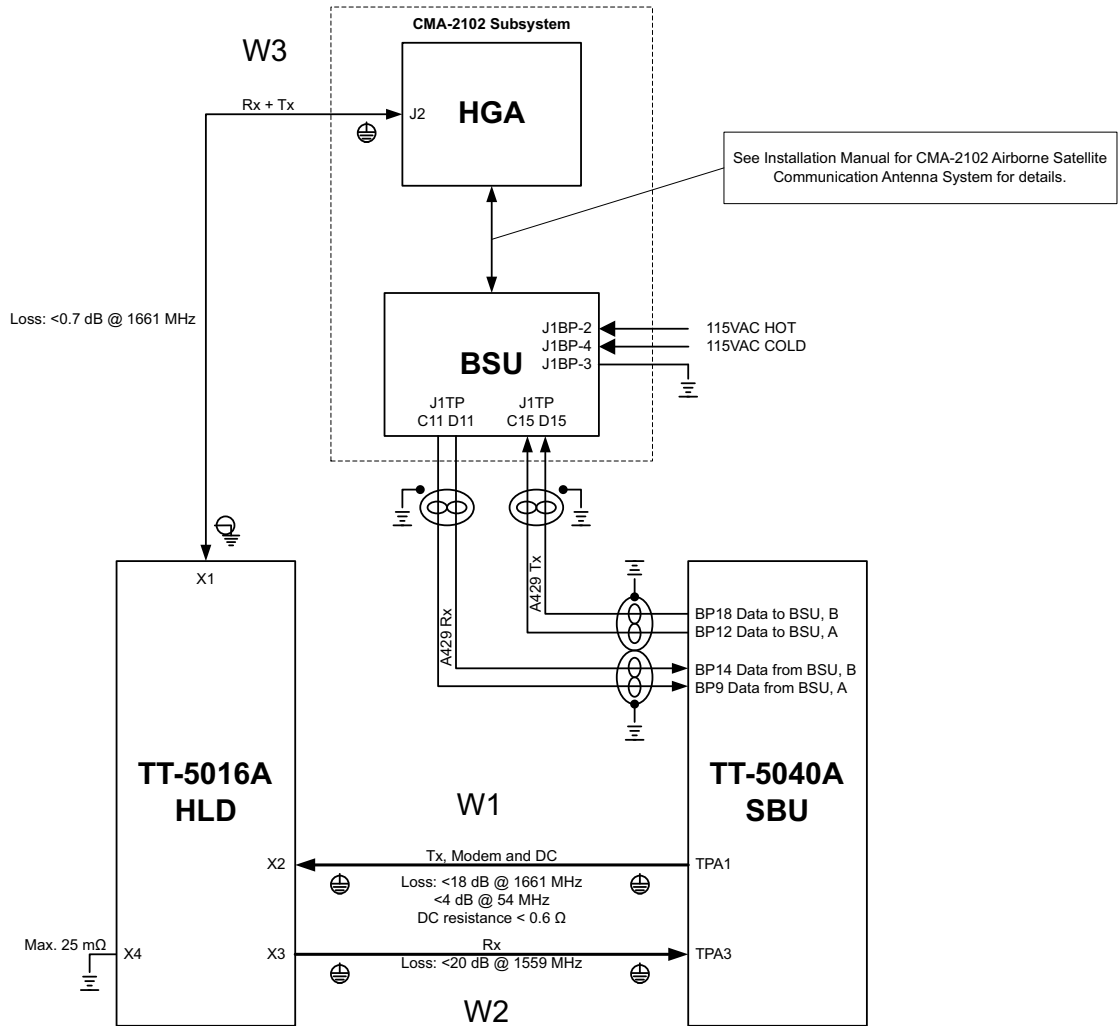 CMA-2102 Subsystem
W3
Rx + Tx
J2
HGA
See Installation Manual for CMA-2102 Airborne Satellite
Communication Antenna System for details.
Loss: <0.7 dB @ 1661 MHz
J1BP-2
115VAC HOT
J1BP-4
115VAC COLD
BSU
J1BP-3
J1TP
C11 D11
J1TP
C15 D15
A429 Rx
A429 Tx
X1
BP18 Data to BSU, B
BP12 Data to BSU, A
BP14 Data from BSU, B
BP9 Data from BSU, A
TT-5016A
HLD
TT-5040A
SBU
W1
X2
Tx, Modem and DC
TPA1
Loss: <18 dB @ 1661 MHz
<4 dB @ 54 MHz
DC resistance < 0.6 Ω
Max. 25 mΩ
X4
X3
Rx
TPA3
Loss: <20 dB @ 1559 MHz
W2